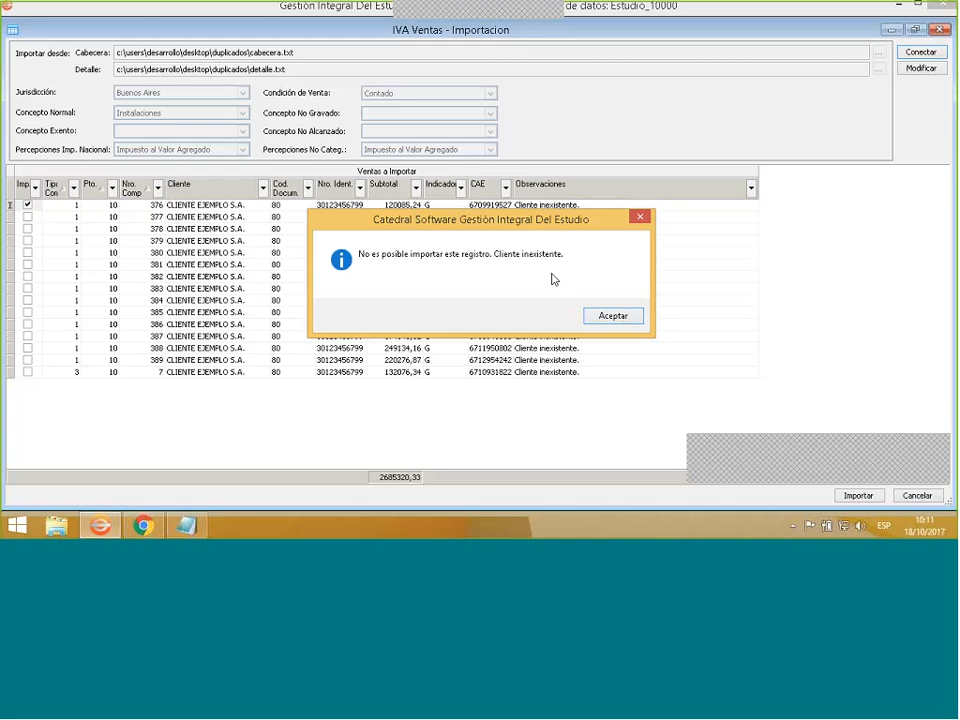 Gestión Integral Del Estu de datos: Estudio_10000
IVA Ventas - Importacion
Importar desde: Cabecera: c:\users\desarrollo\desktop\duplicados\cabecera.txt ... Conectar
Detalle: c:\users\desarrollo\desktop\duplicados\detalle.txt ... Modificar
Jurisdicción: Buenos Aires Condición de Venta: Contado
Concepto Normal: Instalaciones Concepto No Gravado:
Concepto Exento: Concepto No Alcanzado:
Percepciones Imp. Nacional: Impuesto al Valor Agregado Percepciones No Categ.: Impuesto al Valor Agregado
Ventas a Importar
Imp. Tipo Con Pto. Nro. Comp Cliente Cod. Docum. Nro. Ident. Subtotal Indicado CAE Observaciones
1 10 376 CLIENTE EJEMPLO S.A. 80 30123456799 120085,24 G 6709919527 Cliente inexistente.
1 10 377 CLIENTE EJEMPLO S.A. 80
1 10 378 CLIENTE EJEMPLO S.A. 80
1 10 379 CLIENTE EJEMPLO S.A. 80
1 10 380 CLIENTE EJEMPLO S.A. 80
1 10 381 CLIENTE EJEMPLO S.A. 80
1 10 382 CLIENTE EJEMPLO S.A. 80
1 10 383 CLIENTE EJEMPLO S.A. 80
1 10 384 CLIENTE EJEMPLO S.A. 80
1 10 385 CLIENTE EJEMPLO S.A. 80
1 10 386 CLIENTE EJEMPLO S.A. 80
1 10 387 CLIENTE EJEMPLO S.A. 80
1 10 388 CLIENTE EJEMPLO S.A. 80 30123456799 249134,16 G 6711950802 Cliente inexistente.
1 10 389 CLIENTE EJEMPLO S.A. 80 30123456799 220276,87 G 6712954242 Cliente inexistente.
3 10 7 CLIENTE EJEMPLO S.A. 80 30123456799 132076,34 G 6710931822 Cliente inexistente.
Catedral Software Gestión Integral Del Estudio
No es posible importar este registro. Cliente inexistente.
Aceptar
2685320,33
Importar Cancelar
ESP 10:11
18/10/2017